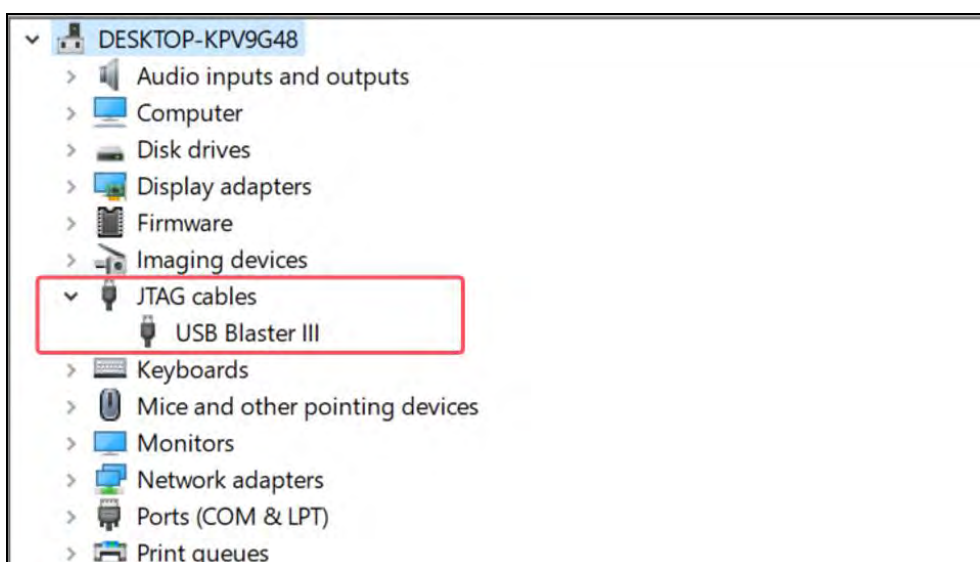 DESKTOP-KPV9G48
Audio inputs and outputs
Computer
Disk drives
Display adapters
Firmware
Imaging devices
JTAG cables
USB Blaster III
Keyboards
Mice and other pointing devices
Monitors
Network adapters
Ports (COM & LPT)
Print queues